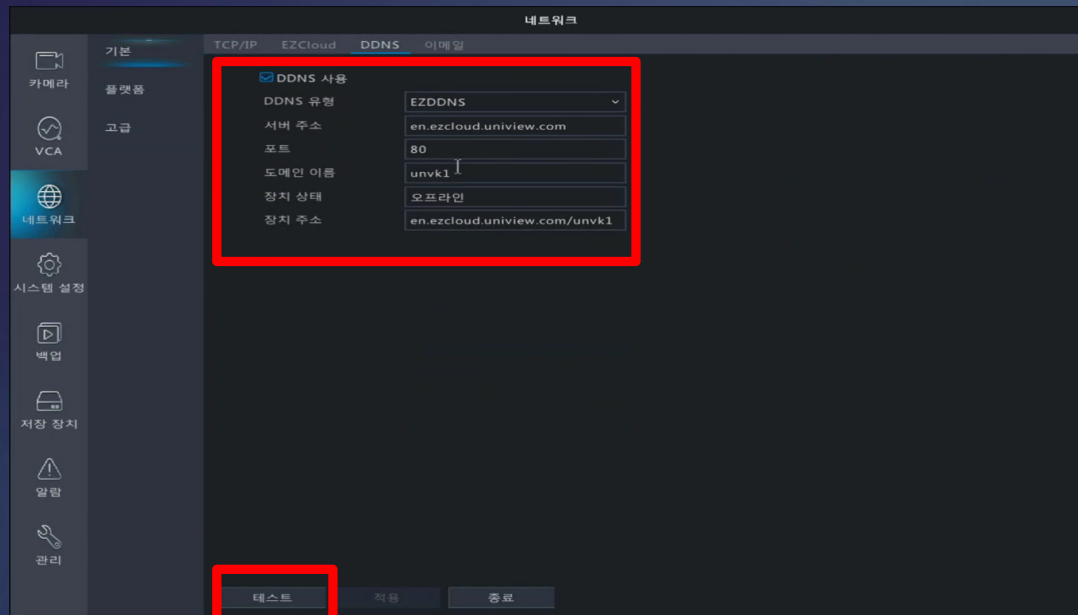 네트워크
카메라
VCA
네트워크
시스템 설정
백업
저장 장치
알람
관리
기본
플랫폼
고급
TCP/IP EZCloud DDNS 이메일
DDNS 사용
DDNS 유형 EZDDNS
서버 주소 en.ezcloud.uniview.com
포트 80
도메인 이름 unvk1
장치 상태 오프라인
장치 주소 en.ezcloud.uniview.com/unvk1
테스트 적용 종료